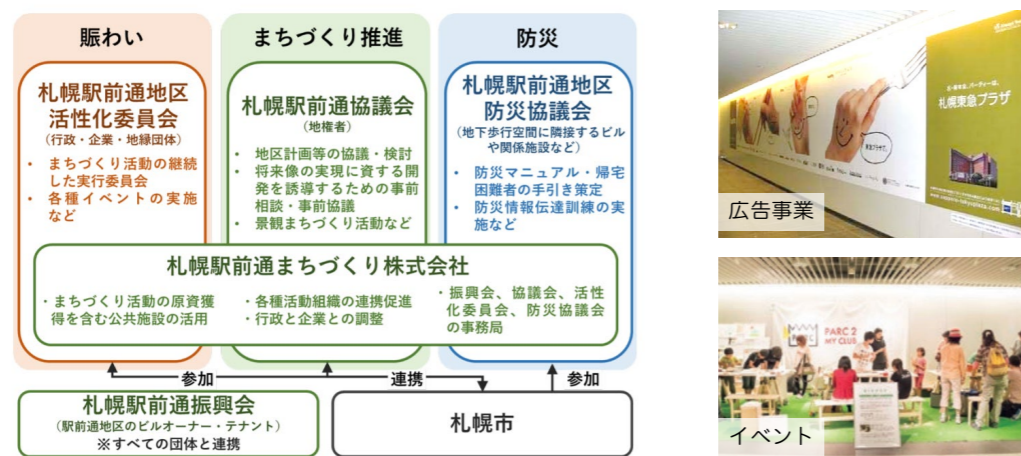 賑わい
札幌駅前通地区
活性化委員会
(行政・企業・地縁団体)
• まちづくり活動の継続
した実行委員会
• 各種イベントの実施
など
まちづくり推進
札幌駅前通協議会
(地権者)
• 地区計画等の協議・検討
• 将来像の実現に資する開
発を誘導するための事前
相談・事前協議
• 景観まちづくり活動など
防災
札幌駅前通地区
防災協議会
(地下歩行空間に隣接するビル
や関係施設など)
• 防災マニュアル・帰宅
困難者の手引き策定
• 防災情報伝達訓練の実
施など
札幌駅前通まちづくり株式会社
・まちづくり活動の原資獲
得を含む公共施設の活用
・各種活動組織の連携促進
・行政と企業との調整
・振興会、協議会、活性
化委員会、防災協議会
の事務局
参加
連携
参加
札幌駅前通振興会
(駅前通地区のビルオーナー・テナント)
※すべての団体と連携
札幌市
札幌東急プラザ
広告事業
PARC 2
MY CLUB
イベント